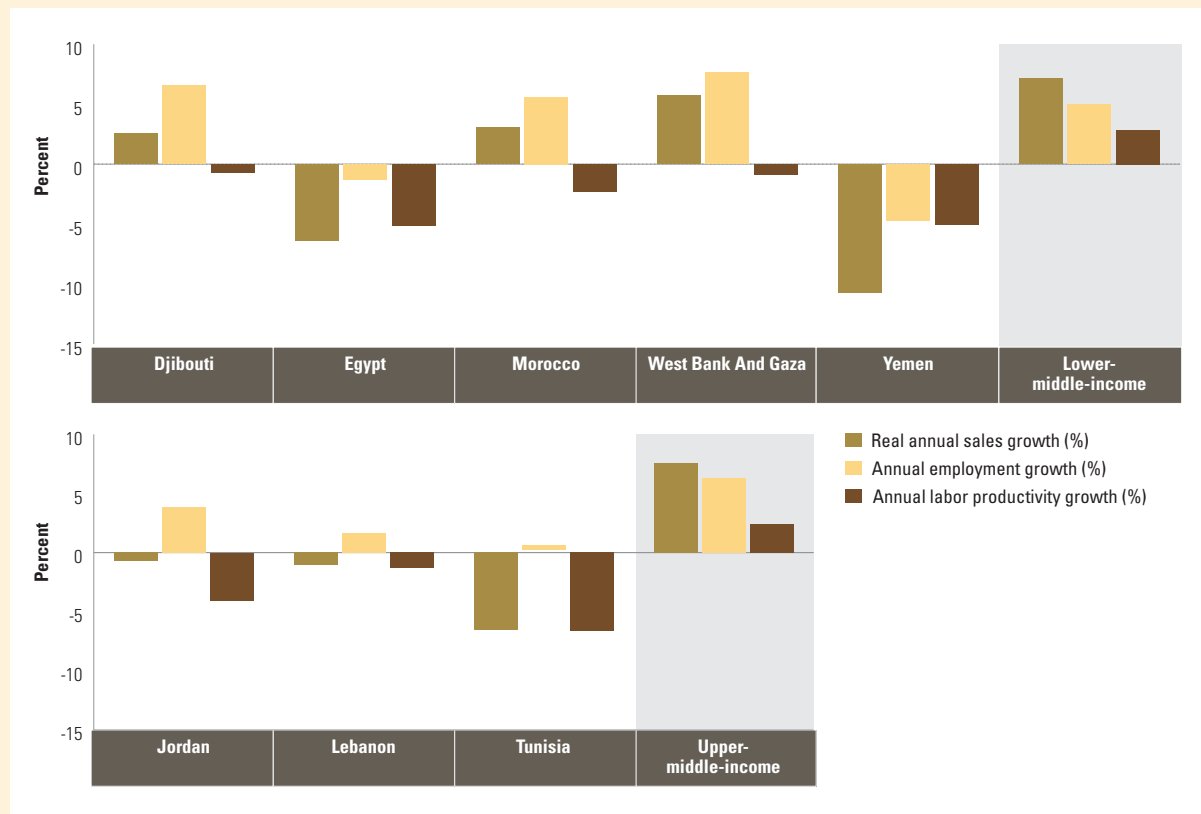 10
5
0
-5
-10
-15
Percent
Djibouti
Egypt
Morocco
West Bank And Gaza
Yemen
Lower-
middle-income
10
5
0
-5
-10
-15
Percent
Jordan
Lebanon
Tunisia
Upper-
middle-income
Real annual sales growth (%)
Annual employment growth (%)
Annual labor productivity growth (%)